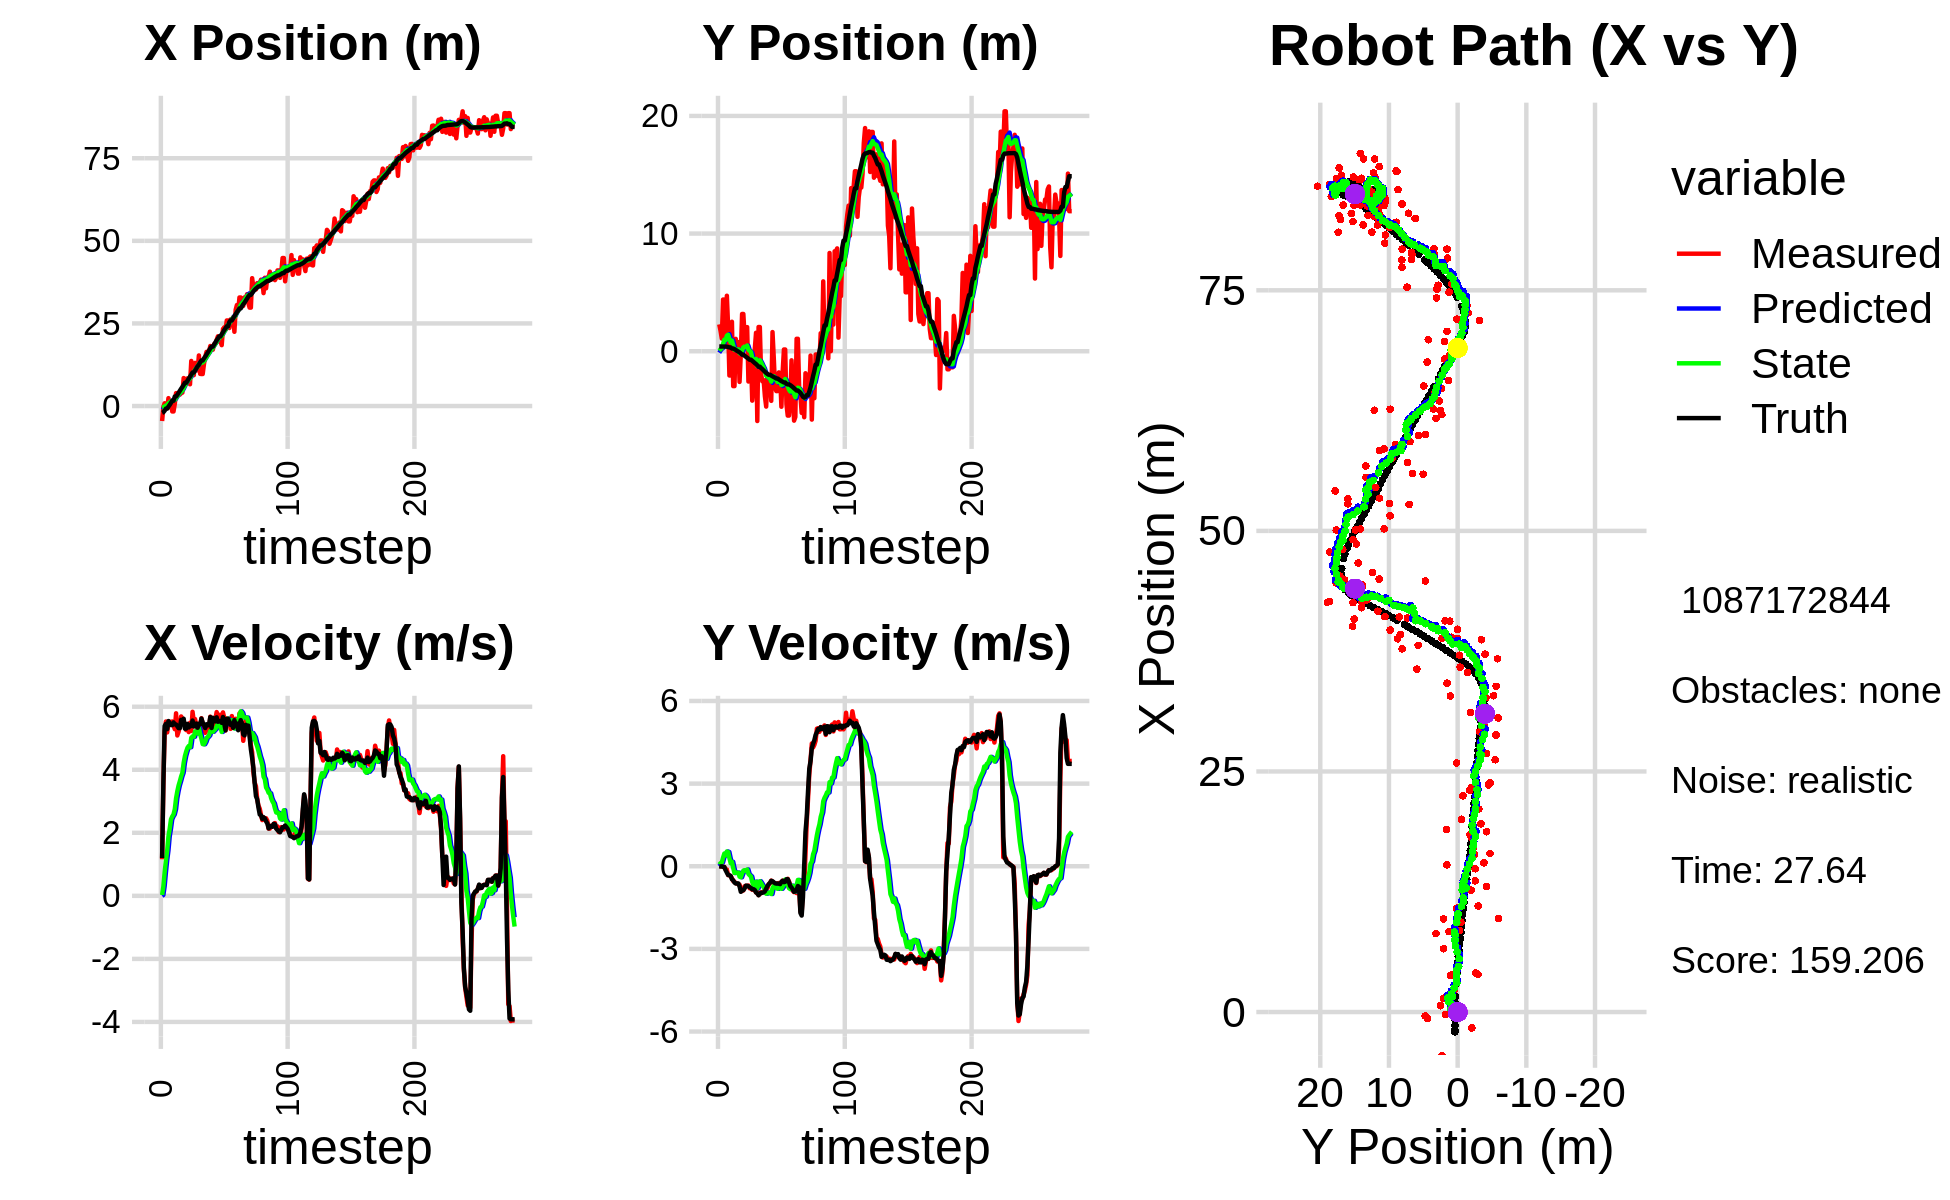 X Position (m)
75
50
25
0
0
100
200
timestep
Y Position (m)
20
10
0
0
100
200
timestep
X Velocity (m/s)
6
4
2
0
-2
-4
0
100
200
timestep
Y Velocity (m/s)
6
3
0
-3
-6
0
100
200
timestep
Robot Path (X vs Y)
X Position (m)
75
50
25
0
20 10 0 -10 -20
Y Position (m)
variable
Measured
Predicted
State
Truth
1087172844
Obstacles: none
Noise: realistic
Time: 27.64
Score: 159.206